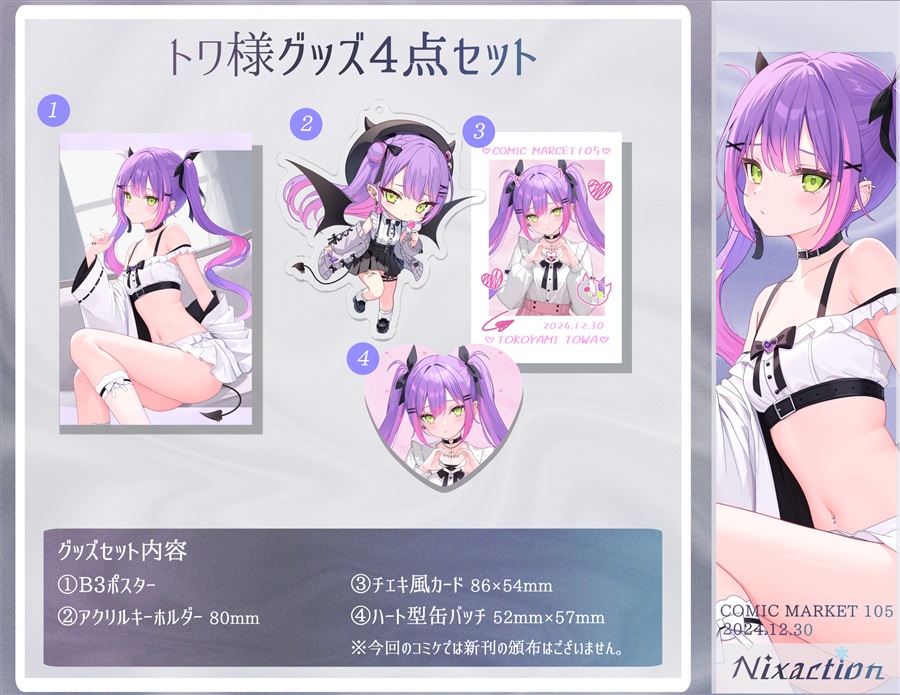 トワ様グッズ4点セット
1
2
3
♡COMIC MARCET105♡
2024.12.30
♡TOKOYAMI TOWA♡
4
グッズセット内容
①B3ポスター
②アクリルキーホルダー 80mm
③チェキ風カード 86×54mm
④ハート型缶バッチ 52mm×57mm
※今回のコミケでは新刊の頒布はございません。
COMIC MARKET 105
2024.12.30
Nixaction